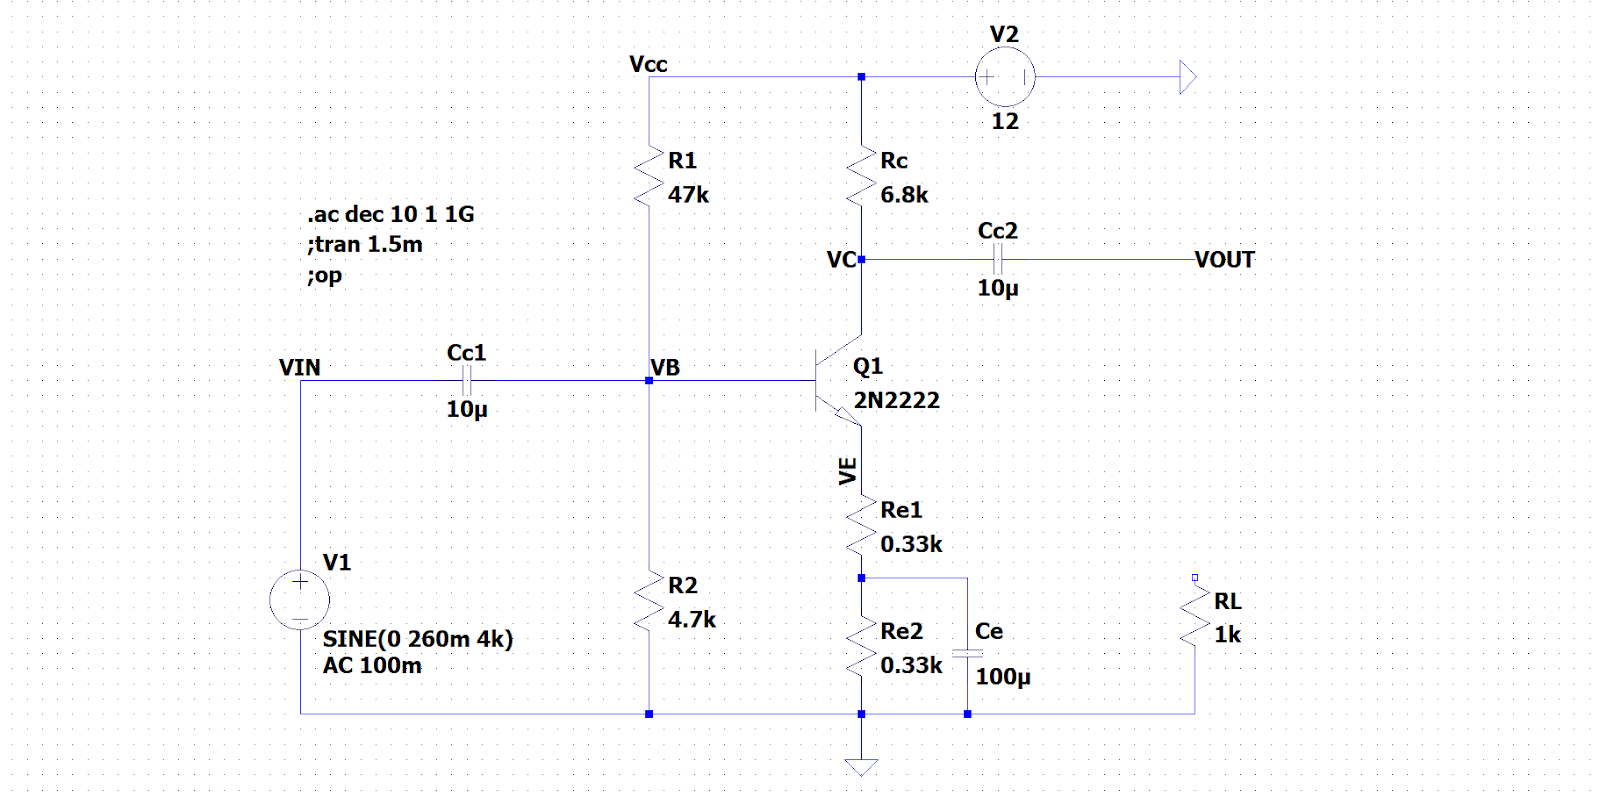 V2
Vcc
12
R1
47k
Rc
6.8k
.ac dec 10 1 1G
;tran 1.5m
;op
Cc2
VC
VOUT
10µ
Cc1
VIN
VB
10µ
Q1
2N2222
VE
Re1
0.33k
V1
SINE(0 260m 4k)
AC 100m
R2
4.7k
Re2
0.33k
Ce
100µ
RL
1k